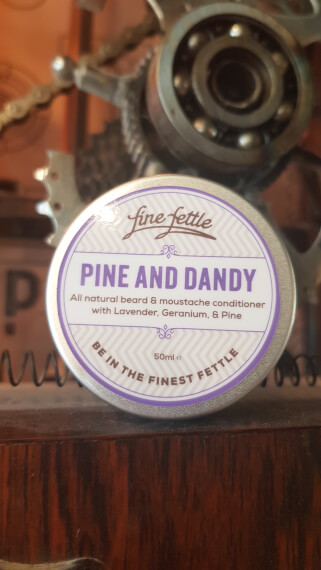 fine fettle
PINE AND DANDY
All natural beard & moustache conditioner
with Lavender, Geranium, & Pine
50ml ℮
BE IN THE FINEST FETTLE